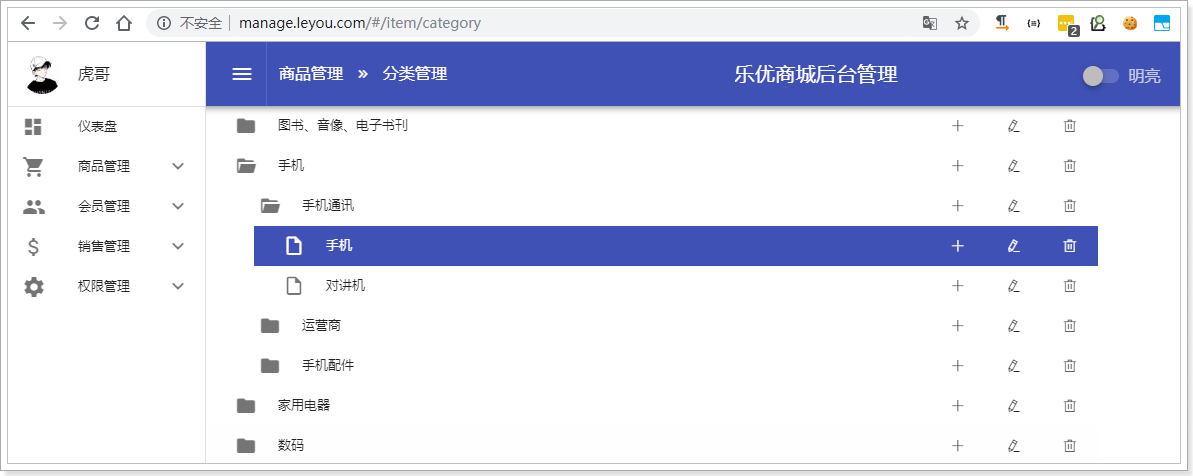 不安全 manage.leyou.com/#/item/category
2
虎哥
商品管理 » 分类管理
乐优商城后台管理
明亮
仪表盘
商品管理
会员管理
销售管理
权限管理
图书、音像、电子书刊
手机
手机通讯
手机
对讲机
运营商
手机配件
家用电器
数码